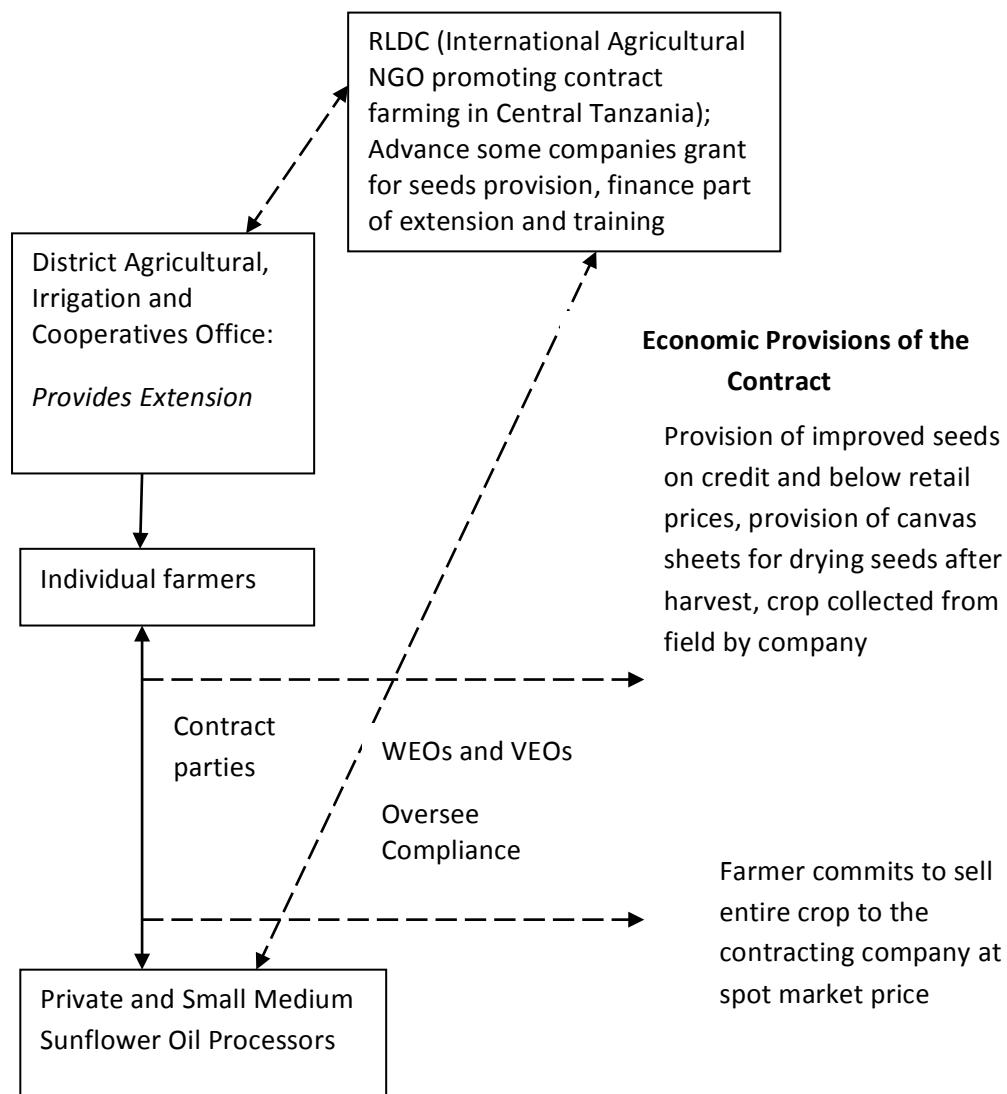 RLDC (International Agricultural
NGO promoting contract
farming in Central Tanzania);
Advance some companies grant
for seeds provision, finance part
of extension and training
District Agricultural,
Irrigation and
Cooperatives Office:
Provides Extension
Individual farmers
Economic Provisions of the
Contract
Provision of improved seeds
on credit and below retail
prices, provision of canvas
sheets for drying seeds after
harvest, crop collected from
field by company
Contract
parties
WEOs and VEOs
Oversee
Compliance
Farmer commits to sell
entire crop to the
contracting company at
spot market price
Private and Small Medium
Sunflower Oil Processors